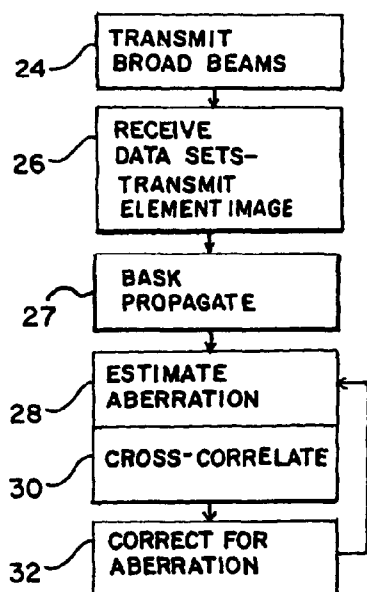 24
TRANSMIT
BROAD BEAMS
26
RECEIVE
DATA SETS-
TRANSMIT
ELEMENT IMAGE
27
BASK
PROPAGATE
28
ESTIMATE
ABERRATION
30
CROSS-CORRELATE
32
CORRECT FOR
ABERRATION